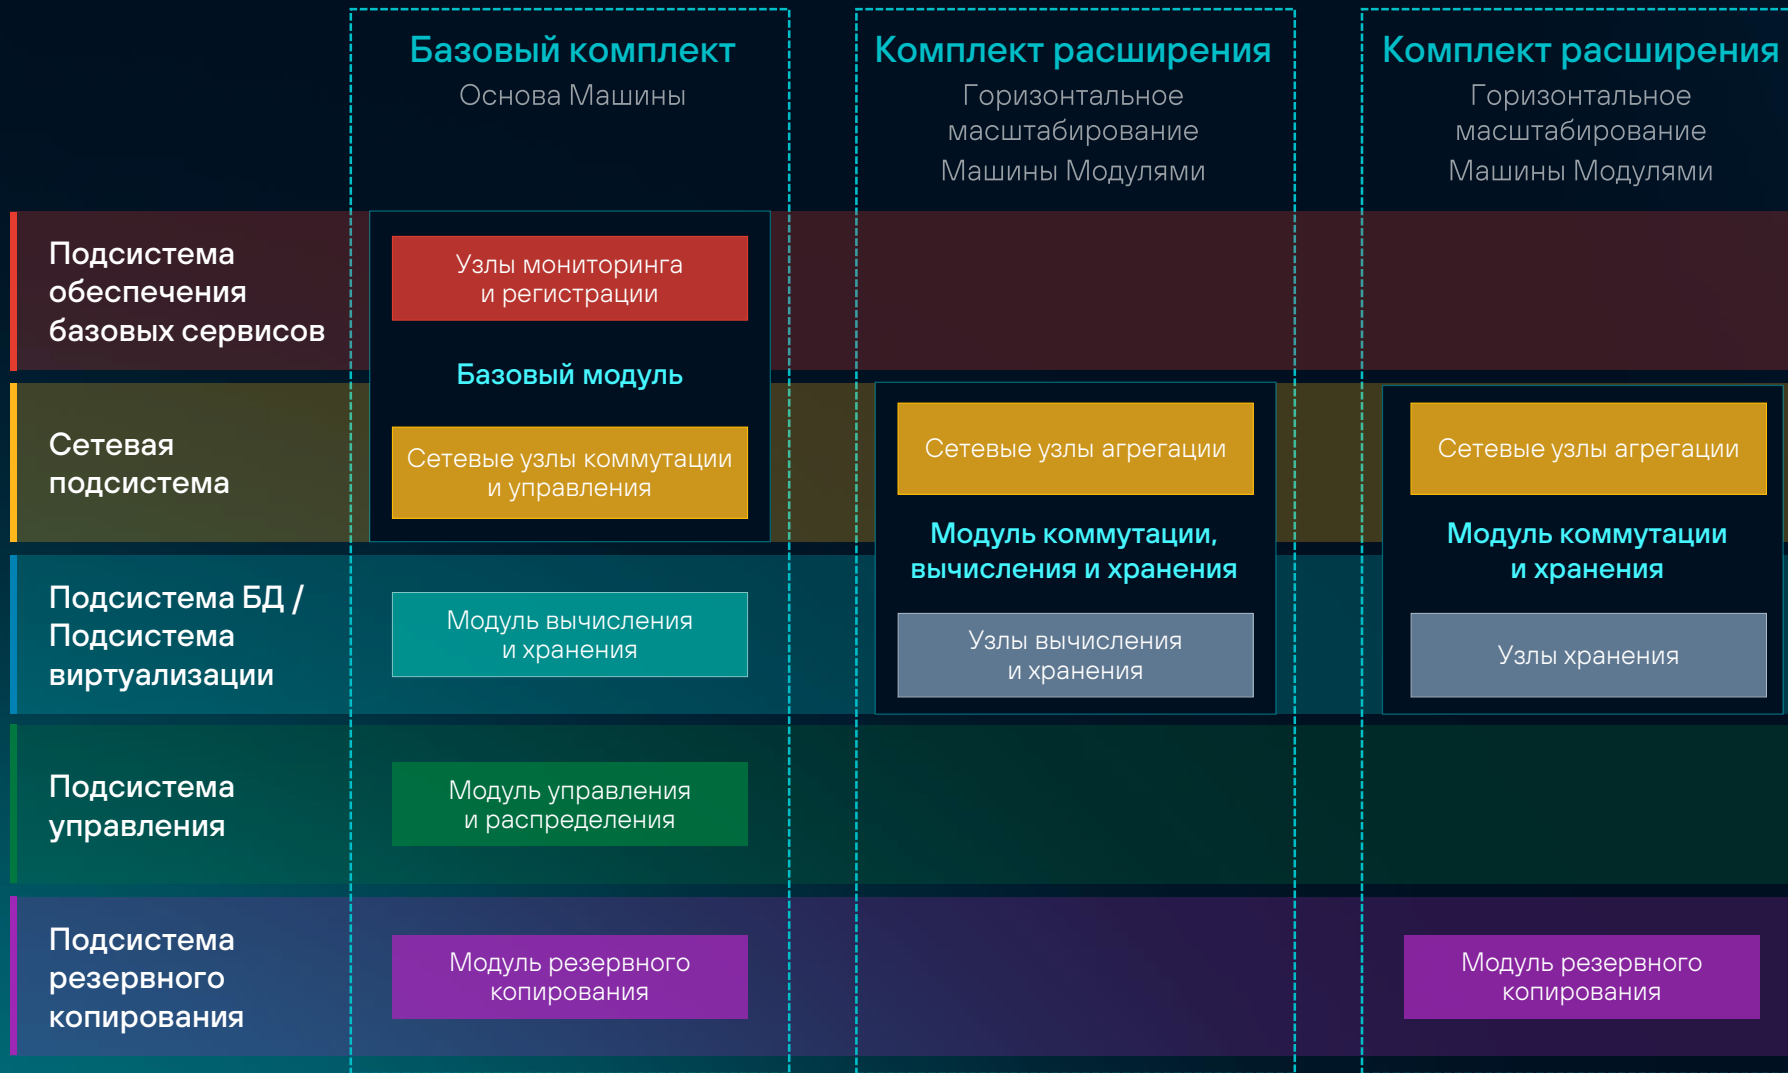 Базовый комплект
Основа Машины
Комплект расширения
Горизонтальное
масштабирование
Машины Модулями
Комплект расширения
Горизонтальное
масштабирование
Машины Модулями
Подсистема
обеспечения
базовых сервисов
Узлы мониторинга
и регистрации
Базовый модуль
Сетевая
подсистема
Сетевые узлы коммутации
и управления
Сетевые узлы агрегации
Модуль коммутации,
вычисления и хранения
Сетевые узлы агрегации
Модуль коммутации
и хранения
Подсистема БД /
Подсистема
виртуализации
Модуль вычисления
и хранения
Узлы вычисления
и хранения
Узлы хранения
Подсистема
управления
Модуль управления
и распределения
Подсистема
резервного
копирования
Модуль резервного
копирования
Модуль резервного
копирования